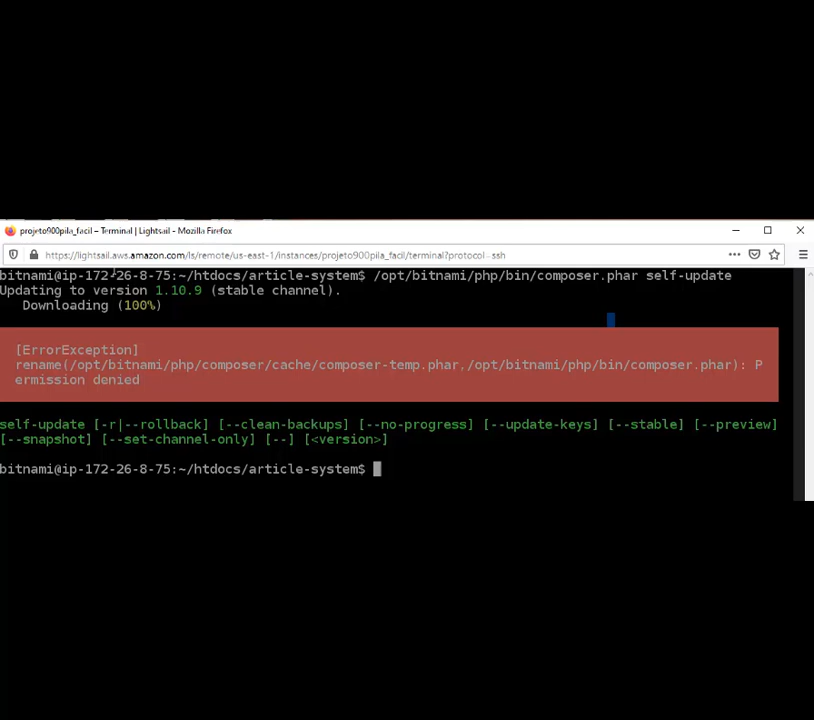 projeto900pila_facil – Terminal | Lightsail - Mozilla Firefox
https://lightsail.aws.amazon.com/ls/remote/us-east-1/instances/projeto900pila_facil/terminal?protocol=ssh
bitnami@ip-172-26-8-75:~/htdocs/article-system$ /opt/bitnami/php/bin/composer.phar self-update
Updating to version 1.10.9 (stable channel).
Downloading (100%)
[ErrorException]
rename(/opt/bitnami/php/composer/cache/composer-temp.phar,/opt/bitnami/php/bin/composer.phar): P
ermission denied
self-update [-r|--rollback] [--clean-backups] [--no-progress] [--update-keys] [--stable] [--preview]
[--snapshot] [--set-channel-only] [--] [<version>]
bitnami@ip-172-26-8-75:~/htdocs/article-system$